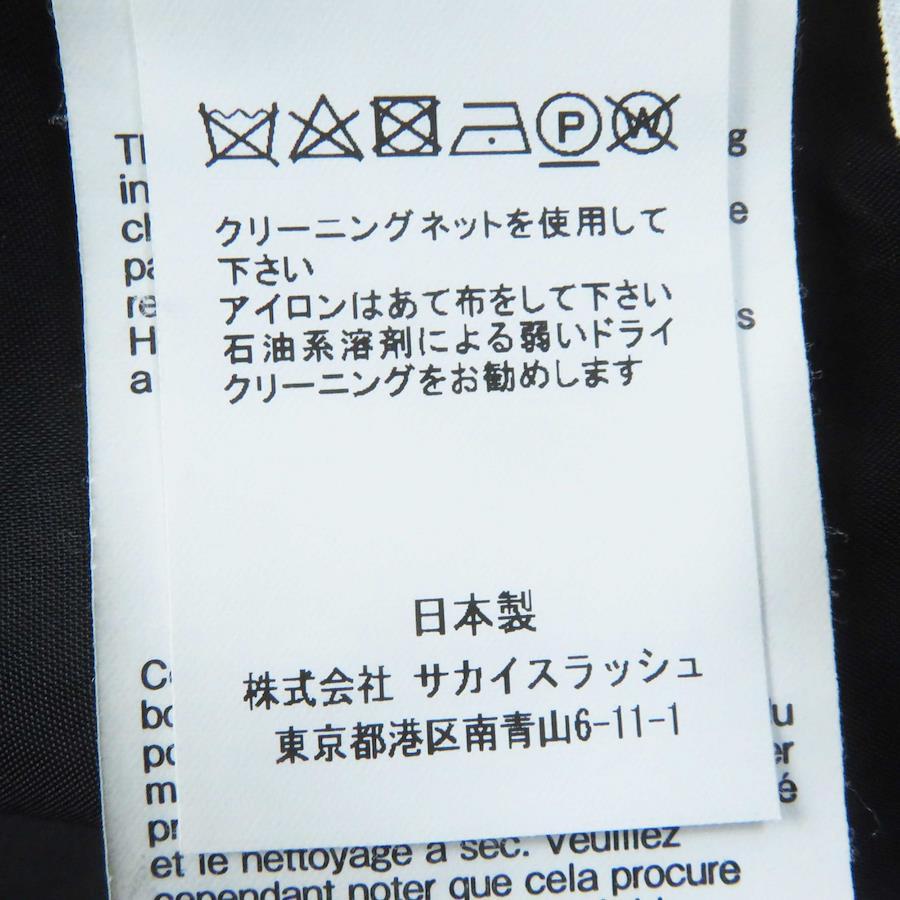 P W
クリーニングネットを使用して
下さい
アイロンはあて布をして下さい
石油系溶剤による弱いドライ
クリーニングをお勧めします
日本製
株式会社 サカイスラッシュ
東京都港区南青山6-11-1
et le nettoyage à sec. Veuillez
cependant noter que cela procure